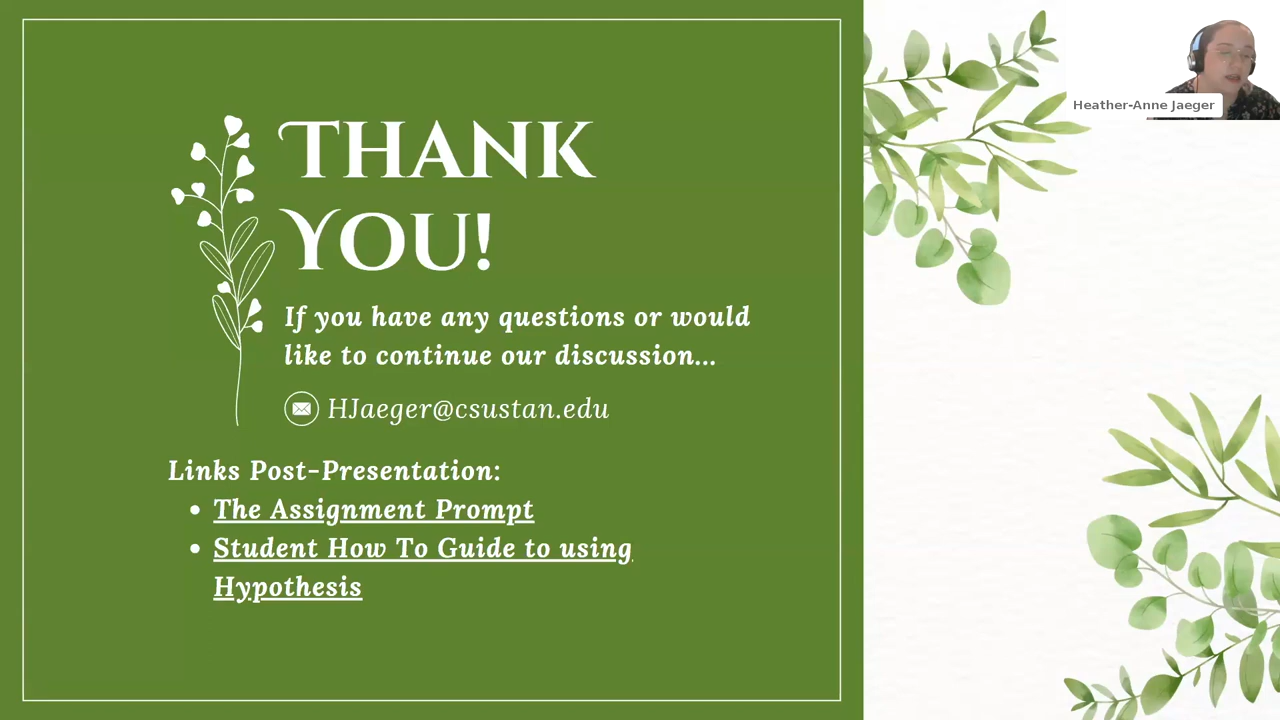 Heather-Anne Jaeger
THANK
YOU!
If you have any questions or would
like to continue our discussion...
HJaeger@csustan.edu
Links Post-Presentation:
• The Assignment Prompt
• Student How To Guide to using
Hypothesis